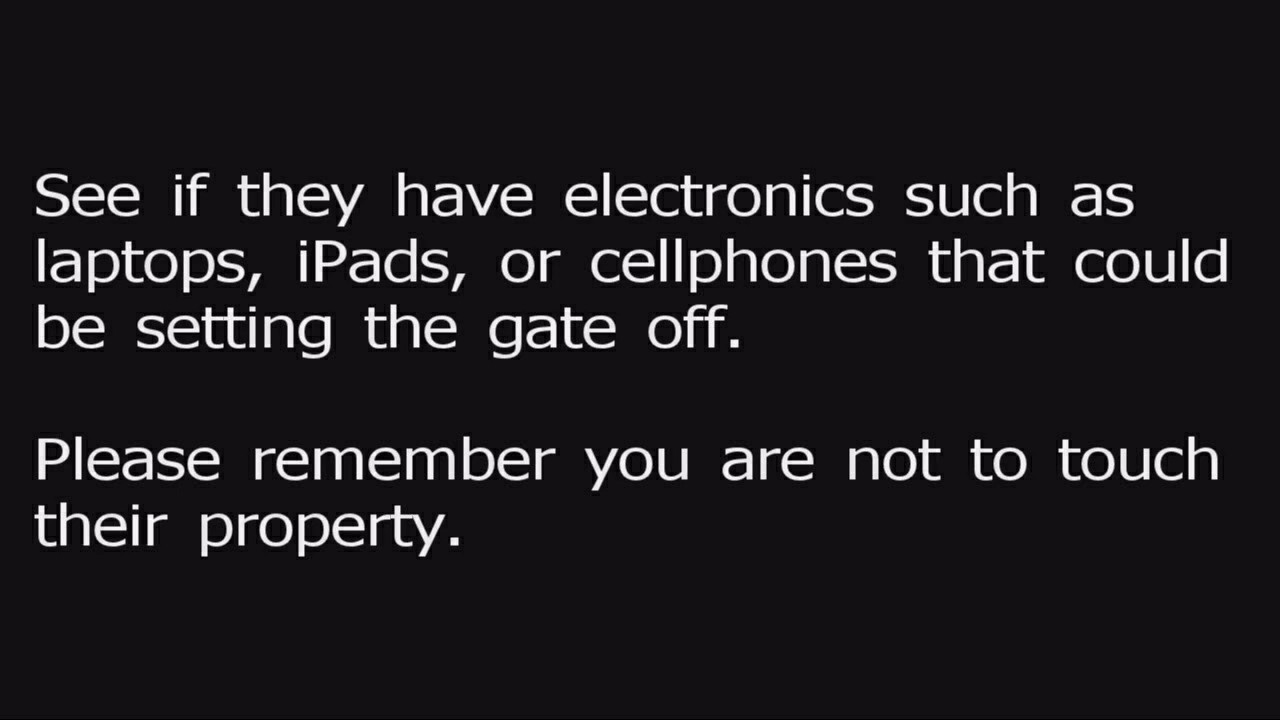 See if they have electronics such as
laptops, iPads, or cellphones that could
be setting the gate off.
Please remember you are not to touch
their property.